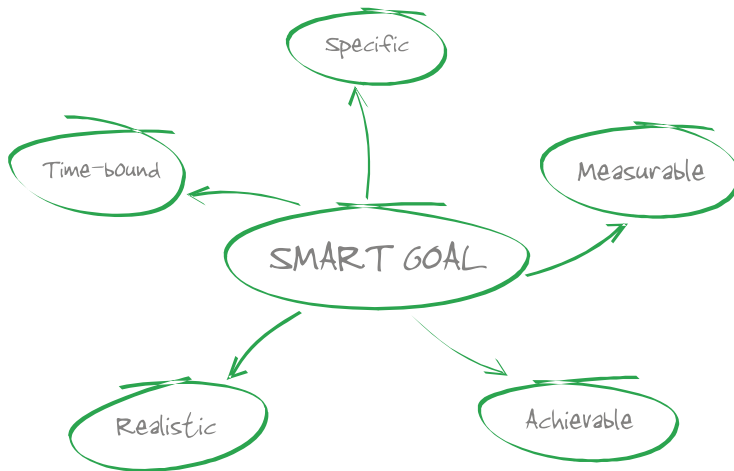 Specific
Time-bound
Measurable
SMART GOAL
Realistic
Achievable